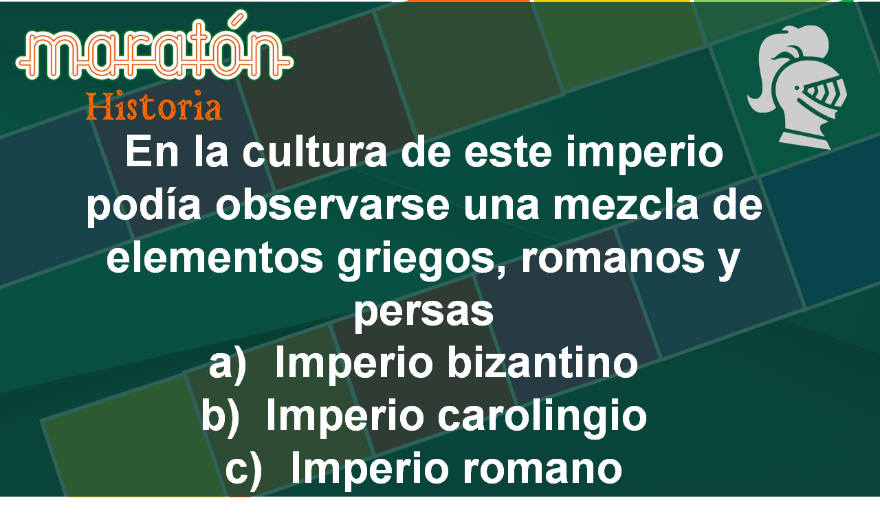 maratón
Historia
En la cultura de este imperio
podía observarse una mezcla de
elementos griegos, romanos y
persas
a) Imperio bizantino
b) Imperio carolingio
c) Imperio romano